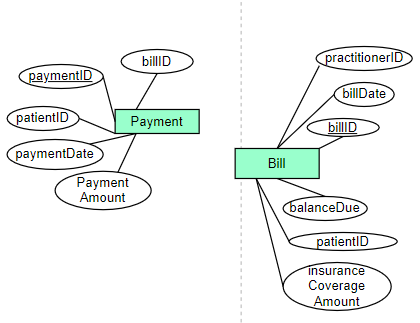 billID
paymentID
patientID
Payment
paymentDate
Payment
Amount
practitionerID
billDate
billID
Bill
balanceDue
patientID
insurance
Coverage
Amount